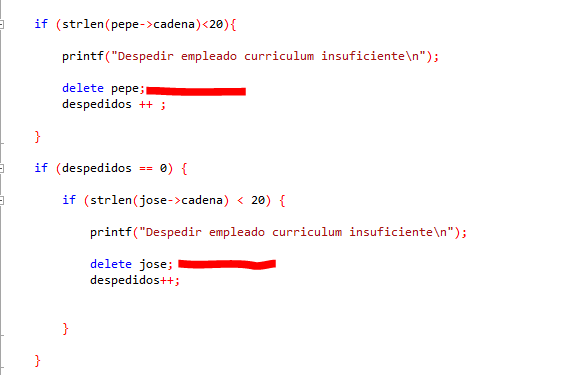 if (strlen(pepe->cadena)<20){
printf("Despedir empleado curriculum insuficiente\n");
delete pepe;
despedidos ++ ;
}
if (despedidos == 0) {
if (strlen(jose->cadena) < 20) {
printf("Despedir empleado curriculum insuficiente\n");
delete jose;
despedidos++;
}
}